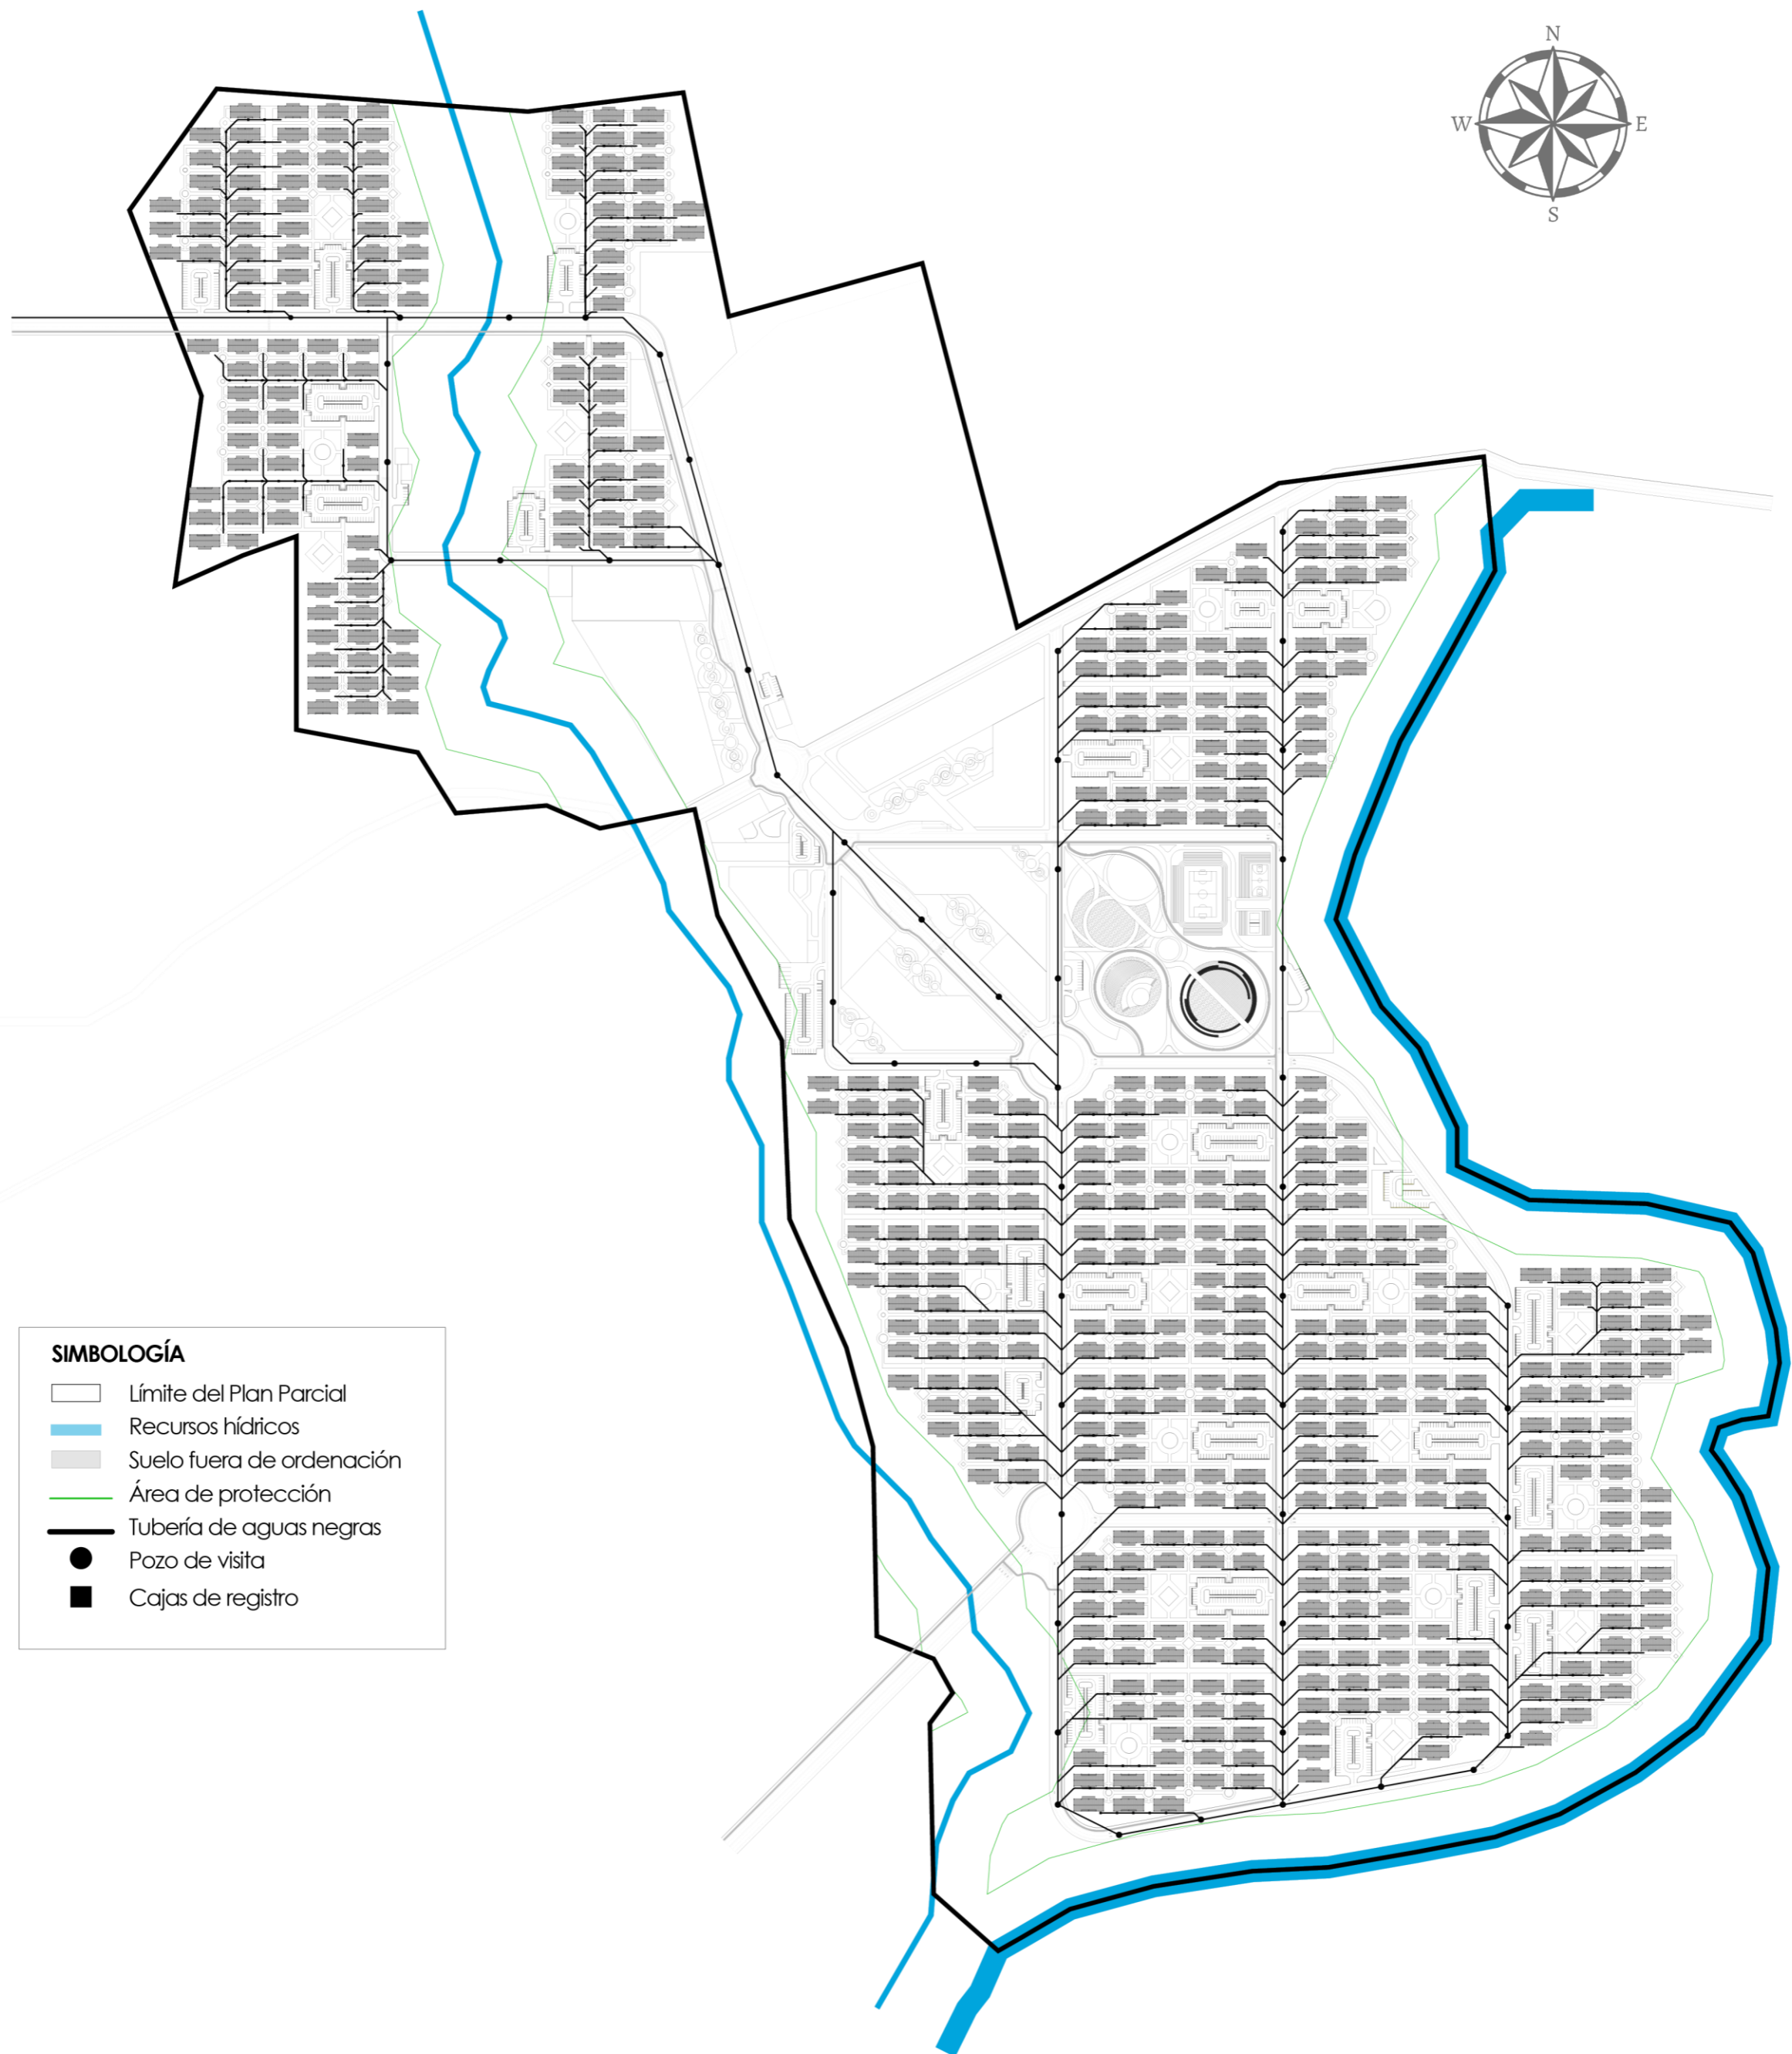 N
W E
S
SIMBOLOGÍA
Límite del Plan Parcial
Recursos hídricos
Suelo fuera de ordenación
Área de protección
Tubería de aguas negras
Pozo de visita
Cajas de registro